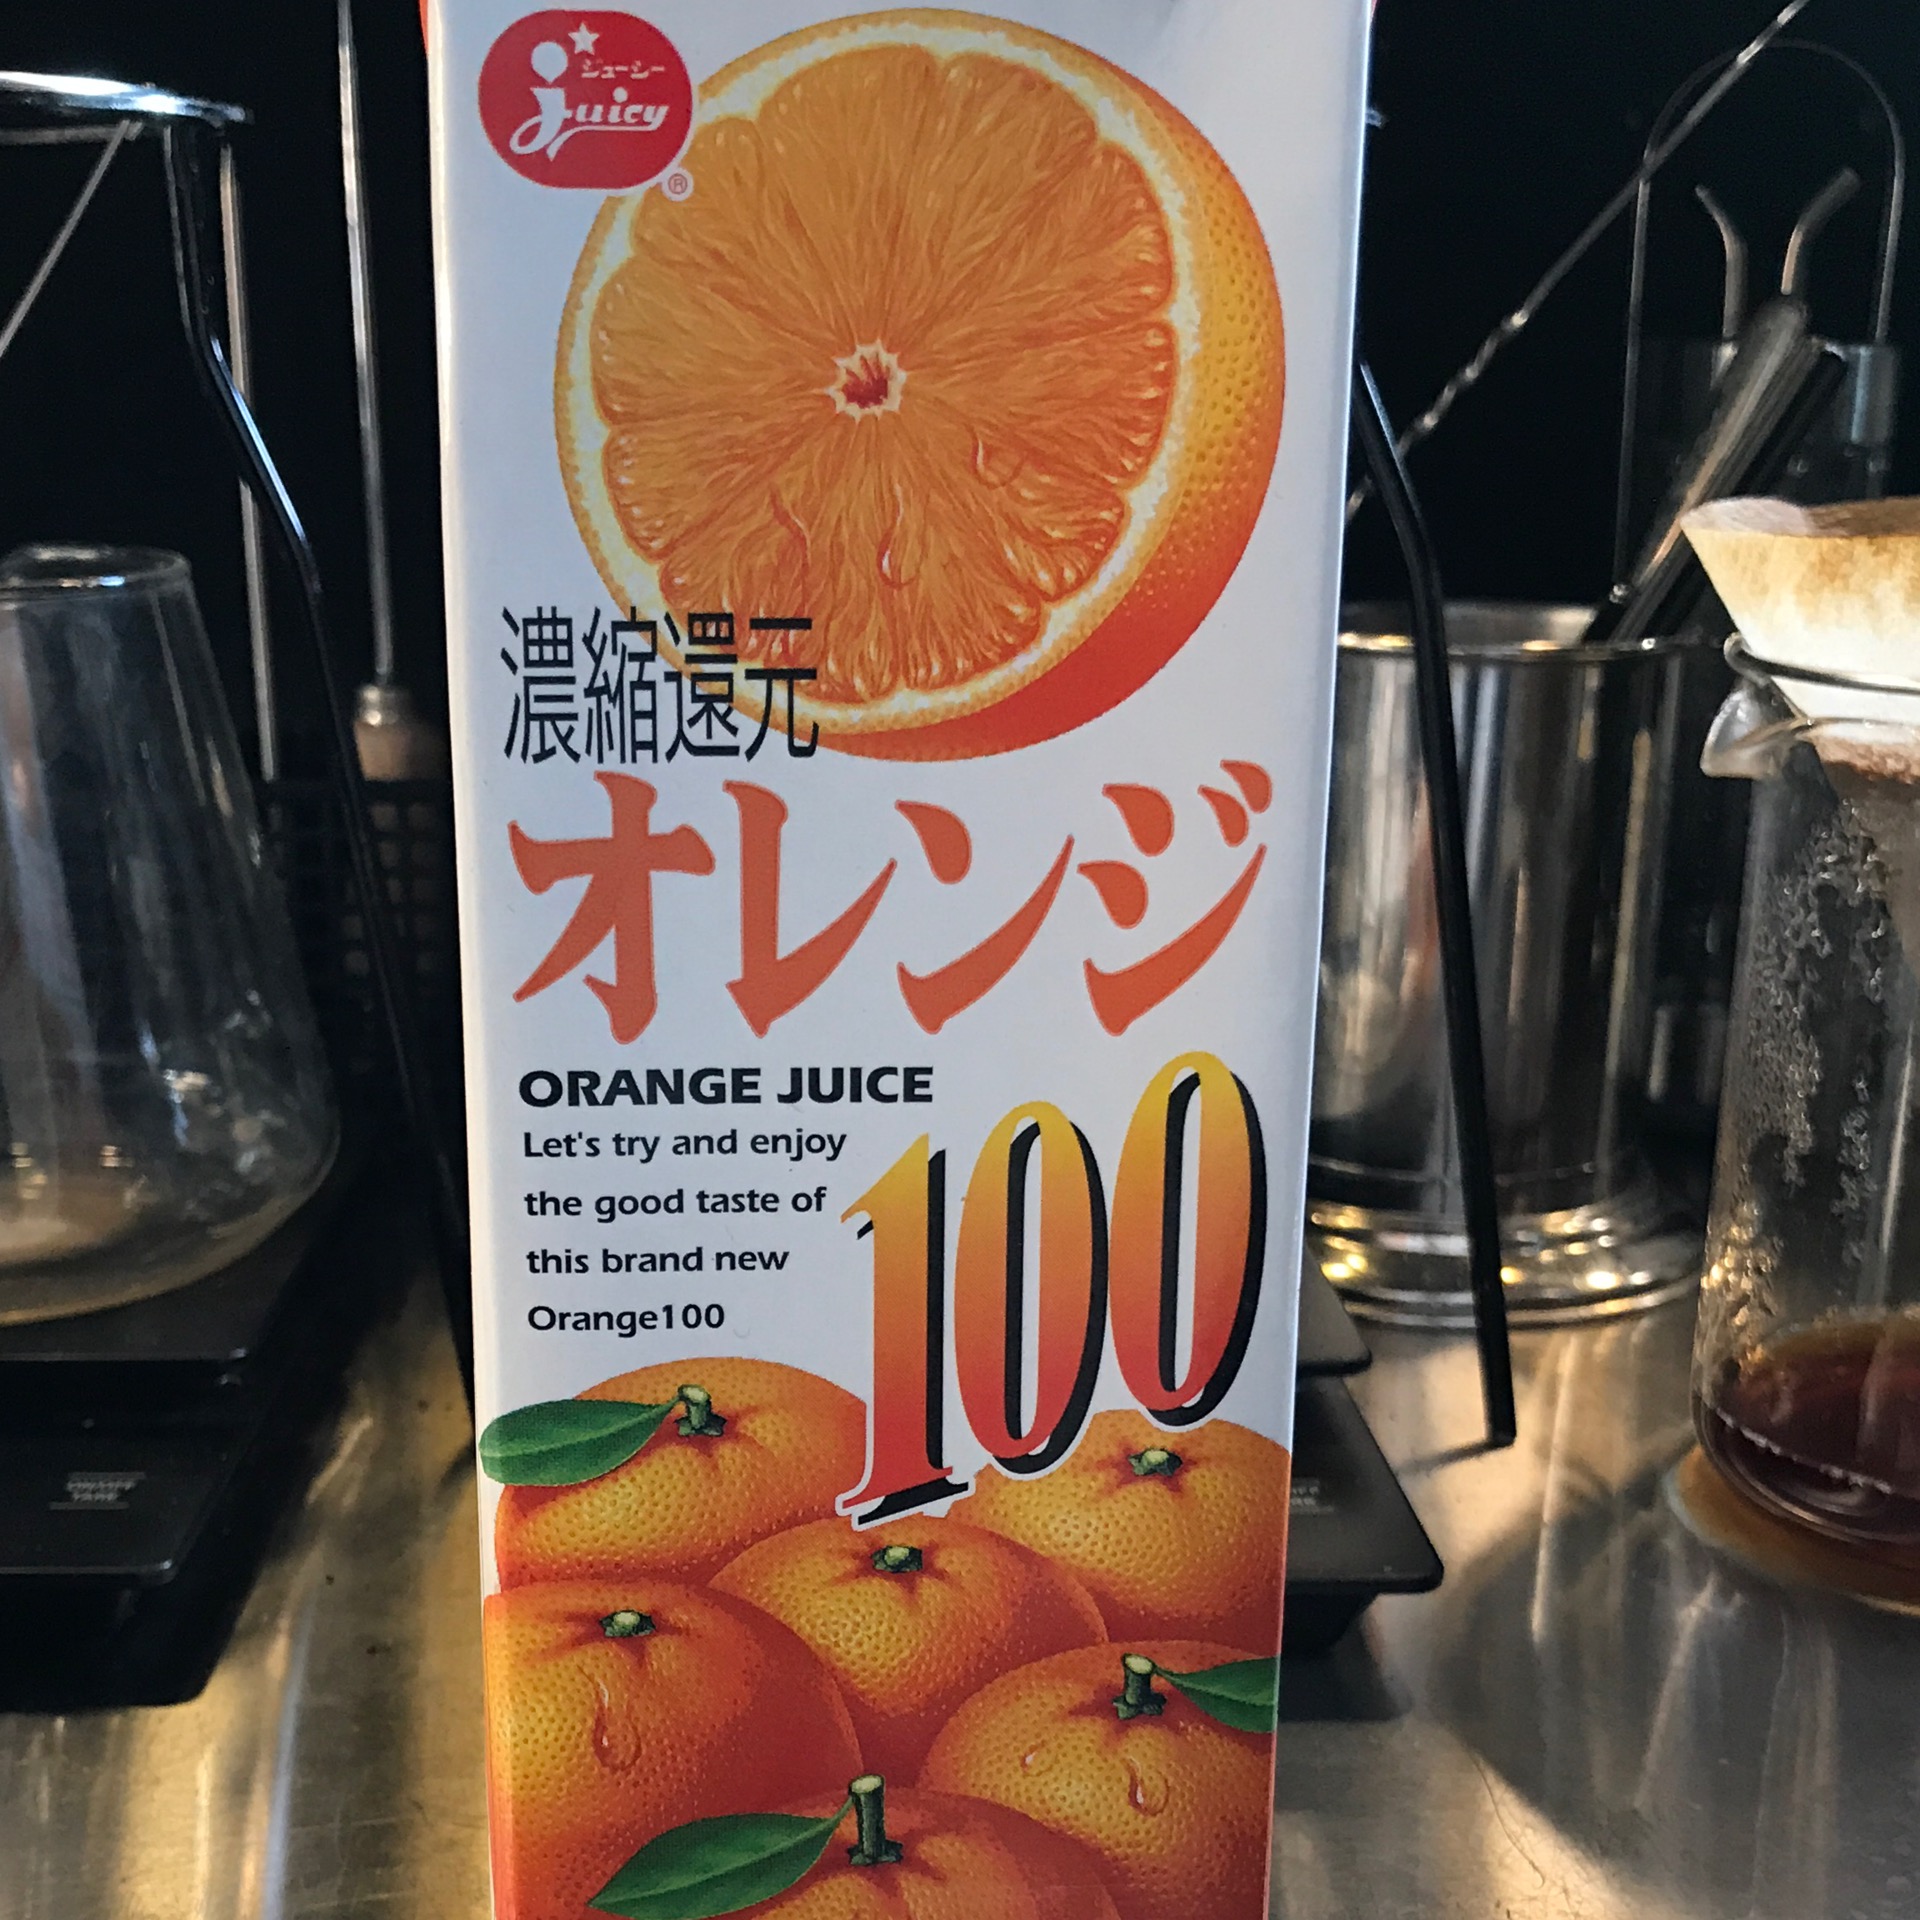 ジューシー
juicy
®
濃縮還元
オレンジ
ORANGE JUICE
Let's try and enjoy
the good taste of
this brand new
Orange100
100